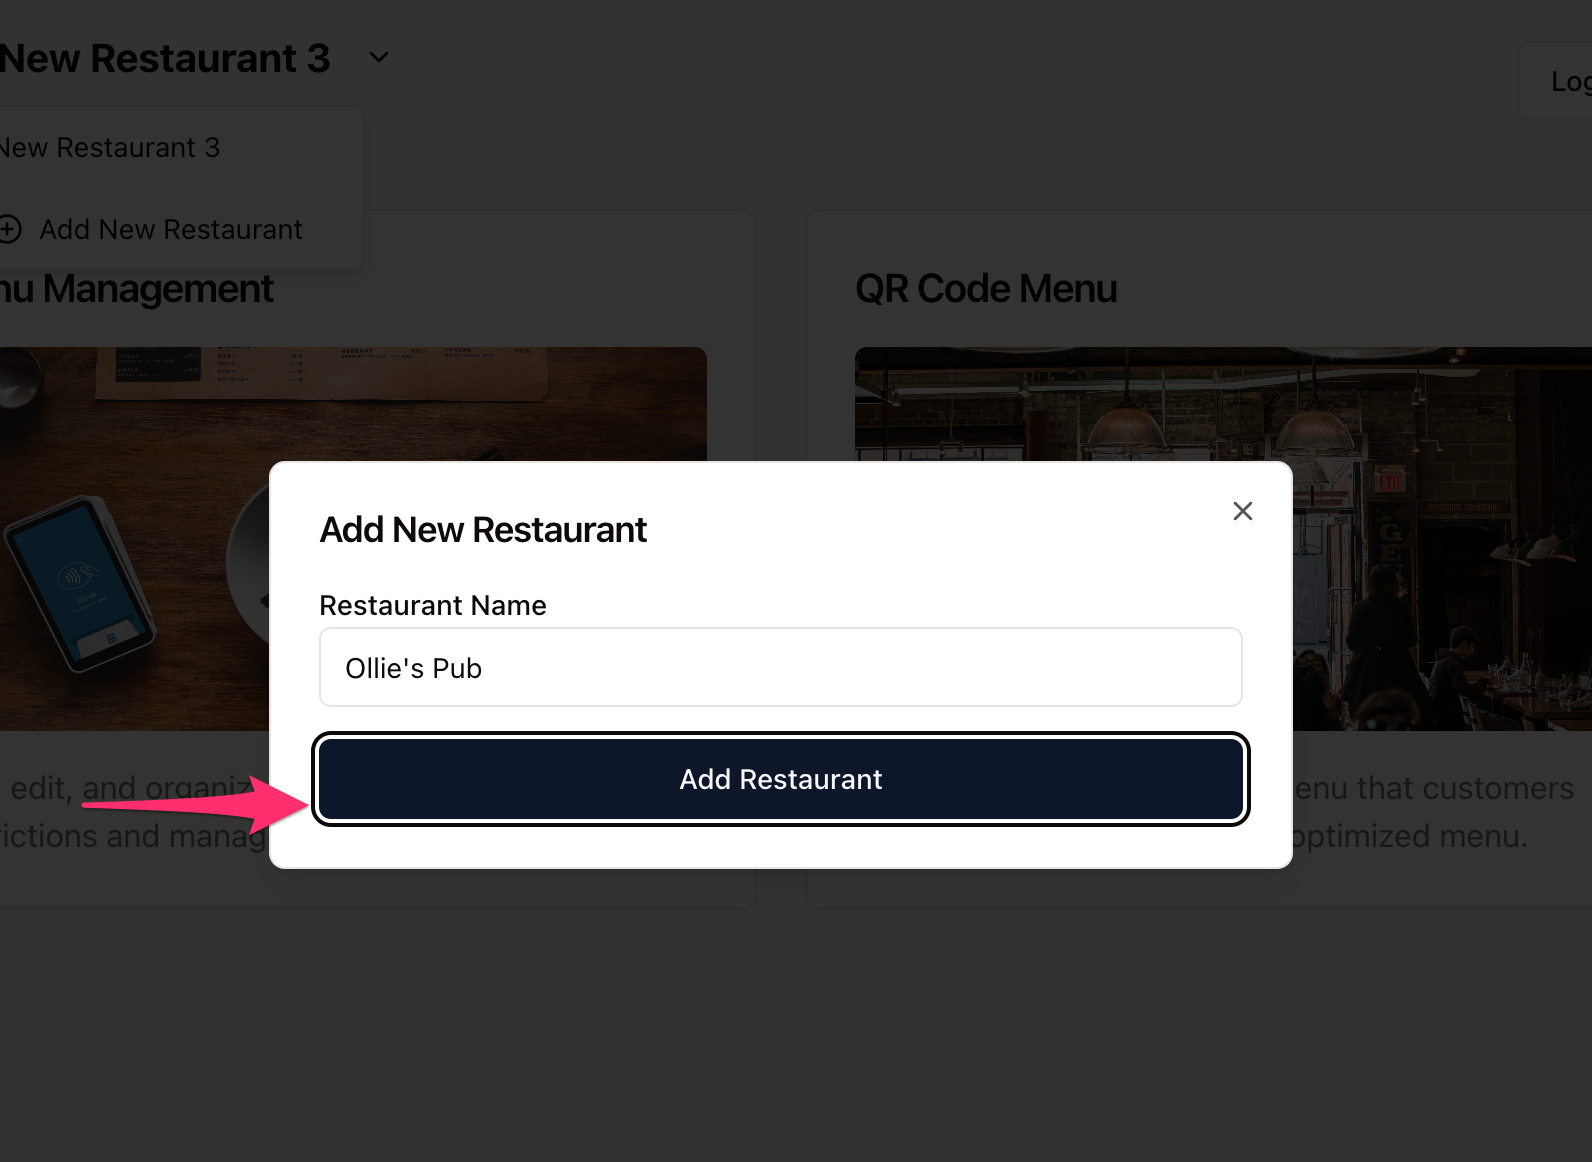 New Restaurant 3
Log
New Restaurant 3
Add New Restaurant
nu Management
QR Code Menu
EXIT
Add New Restaurant
Restaurant Name
Ollie's Pub
Add Restaurant
edit, and organiz
rictions and manag
enu that customers
optimized menu.